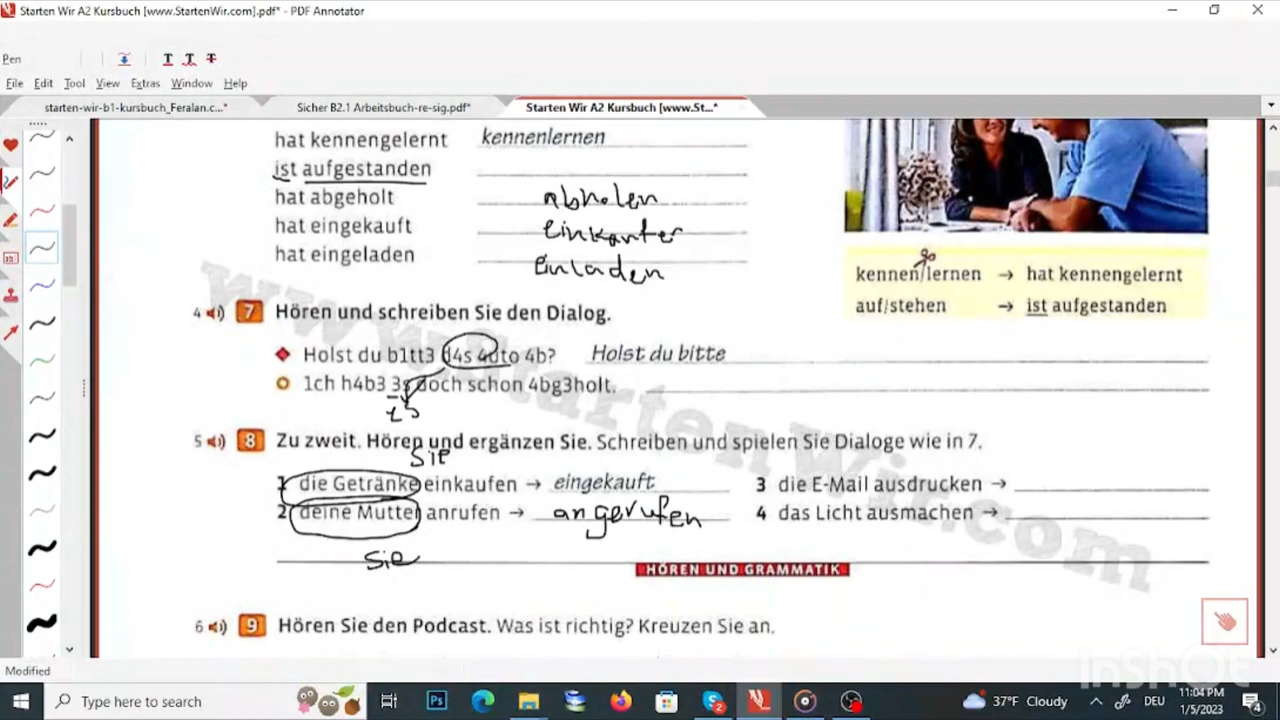 Starten Wir A2 Kursbuch [www.StartenWir.com].pdf* - PDF Annotator
Pen
T T T
File Edit Tool View Extras Window Help
starten-wir-b1-kursbuch_Feralan.c...* Sicher B2.1 Arbeitsbuch-re-sig.pdf* Starten Wir A2 Kursbuch [www.St...*
hat kennengelernt kennenlernen
ist aufgestanden
hat abgeholt abholen
hat eingekauft
hat eingeladen einladen
kennen/lernen → hat kennengelernt
auf/stehen → ist aufgestanden
4 7 Hören und schreiben Sie den Dialog.
Holst du b1tt3 d4s 4uto 4b? Holst du bitte
1ch h4b3 3s doch schon 4bg3holt.
es
5 8 Zu zweit. Hören und ergänzen Sie. Schreiben und spielen Sie Dialoge wie in 7.
Sie
1 die Getränke einkaufen → eingekauft
2 deine Mutter anrufen → angerufen
3 die E-Mail ausdrucken →
4 das Licht ausmachen →
Sie
HÖREN UND GRAMMATIK
6 9 Hören Sie den Podcast. Was ist richtig? Kreuzen Sie an.
www.StartenWir.com
InShOt
Modified
Type here to search
37°F Cloudy
DEU
11:04 PM
1/5/2023